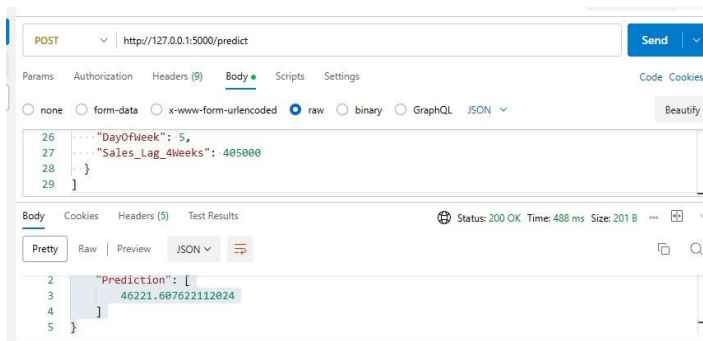 POST http://127.0.0.1:5000/predict Send
Params Authorization Headers (9) Body Scripts Settings Code Cookies
none form-data x-www-form-urlencoded raw binary GraphQL JSON Beautify
26 "DayOfWeek": 5,
27 "Sales_Lag_4Weeks": 405000
28 }
29 ]
Body Cookies Headers (5) Test Results Status: 200 OK Time: 488 ms Size: 201 B
Pretty Raw Preview JSON
2 "Prediction": [
3 46221.607622112024
4 ]
5 }